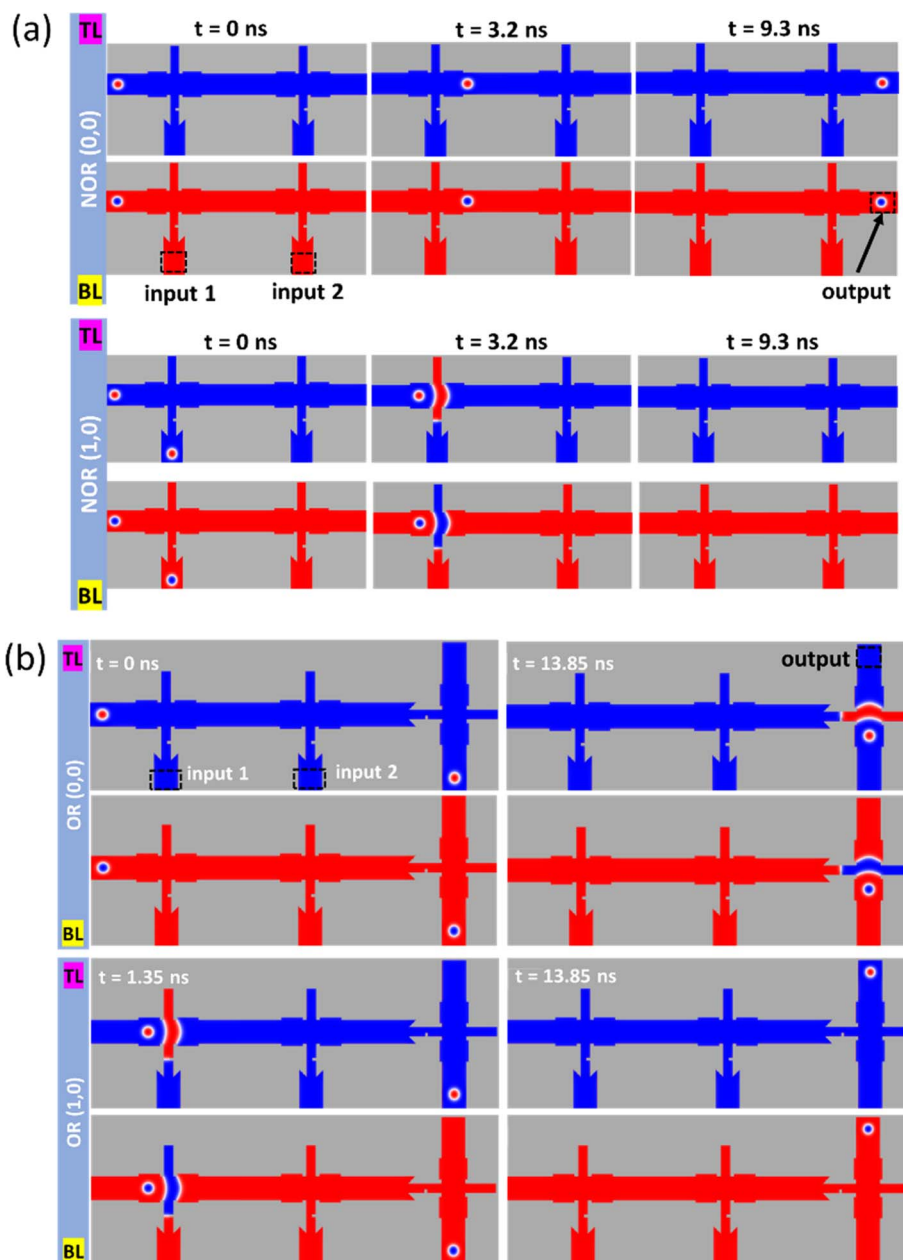 (a)
TL
t = 0 ns
t = 3.2 ns
t = 9.3 ns
NOR (0,0)
BL
input 1
input 2
output
TL
t = 0 ns
t = 3.2 ns
t = 9.3 ns
NOR (1,0)
BL
(b)
TL
t = 0 ns
t = 13.85 ns
output
input 1
input 2
OR (0,0)
BL
TL
t = 1.35 ns
t = 13.85 ns
OR (1,0)
BL